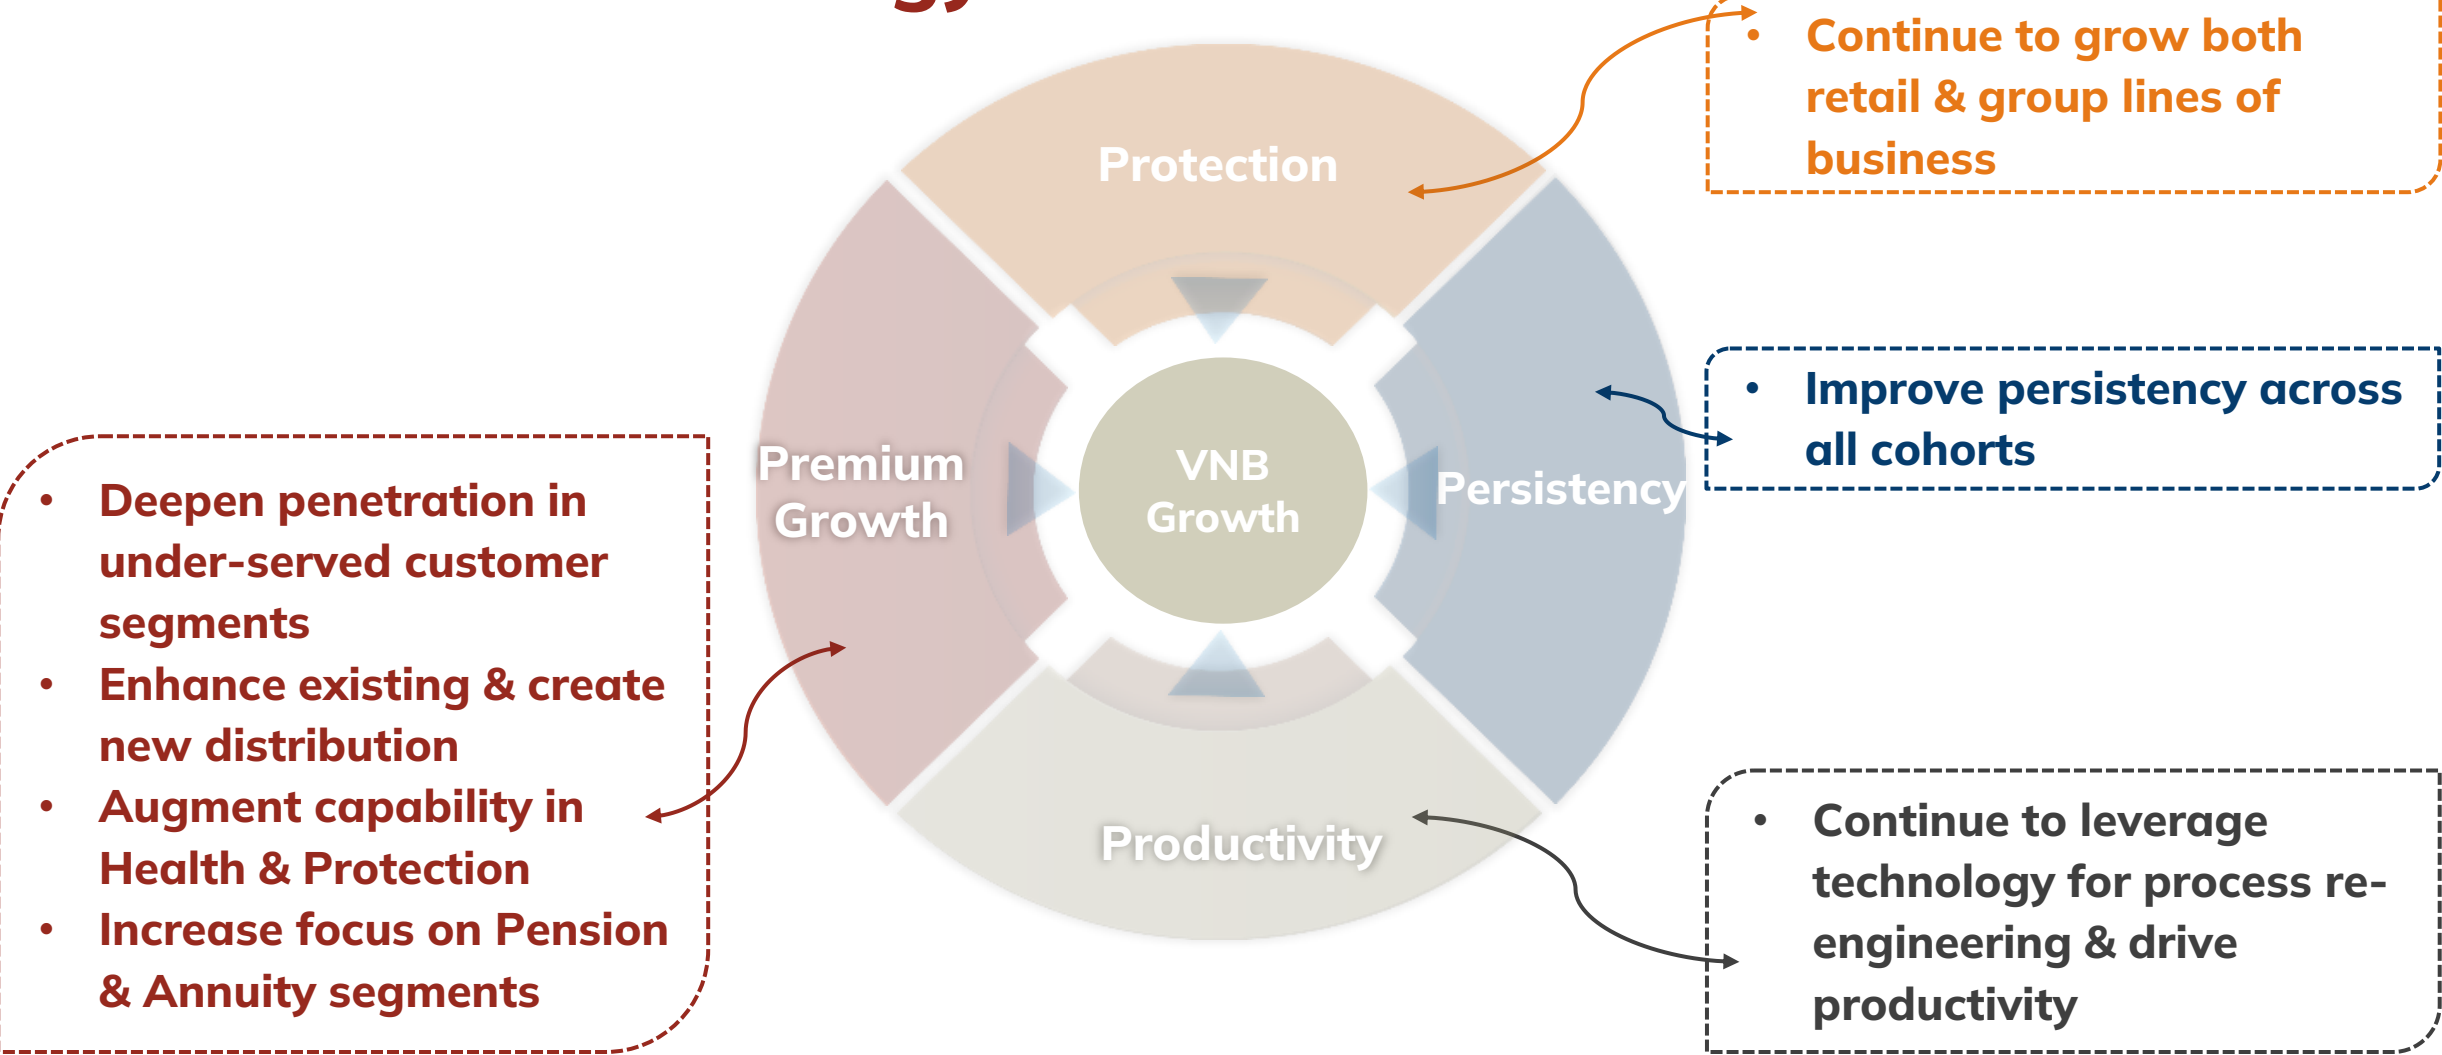 • Continue to grow both
retail & group lines of
business
Protection
• Improve persistency across
all cohorts
Premium
Growth
VNB
Growth
Persistency
• Deepen penetration in
under-served customer
segments
• Enhance existing & create
new distribution
• Augment capability in
Health & Protection
• Increase focus on Pension
& Annuity segments
Productivity
• Continue to leverage
technology for process re-
engineering & drive
productivity